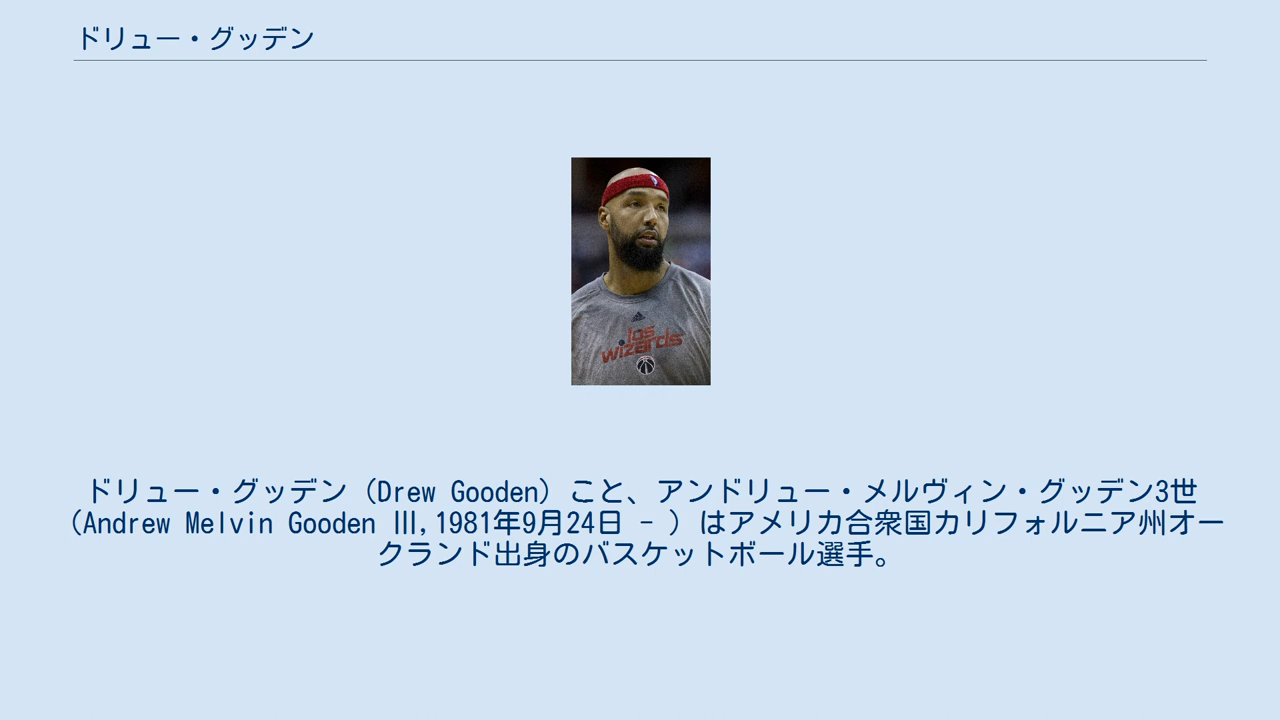 ドリュー・グッデン
los
wizards
ドリュー・グッデン（Drew Gooden）こと、アンドリュー・メルヴィン・グッデン3世
（Andrew Melvin Gooden III,1981年9月24日 - ）はアメリカ合衆国カリフォルニア州オー
クランド出身のバスケットボール選手。